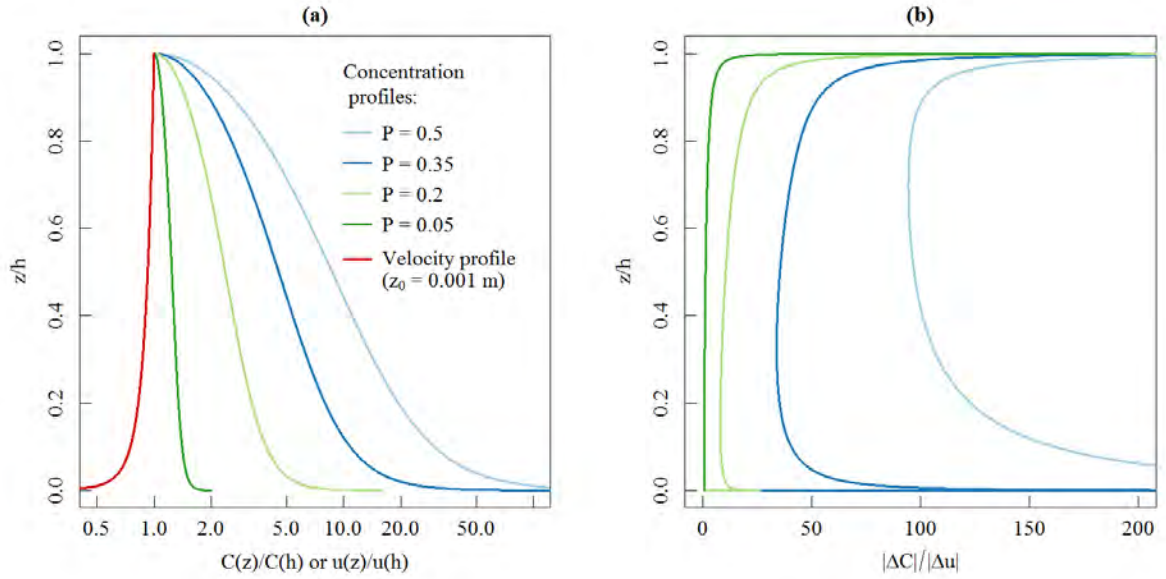 (a)
1.0
0.8
0.6
0.4
0.2
0.0
z/h
Concentration
profiles:
P = 0.5
P = 0.35
P = 0.2
P = 0.05
Velocity profile
(z₀ = 0.001 m)
0.5 1.0 2.0 5.0 10.0 20.0 50.0
C(z)/C(h) or u(z)/u(h)
(b)
1.0
0.8
0.6
0.4
0.2
0.0
z/h
0 50 100 150 200
|ΔC|/|Δu|